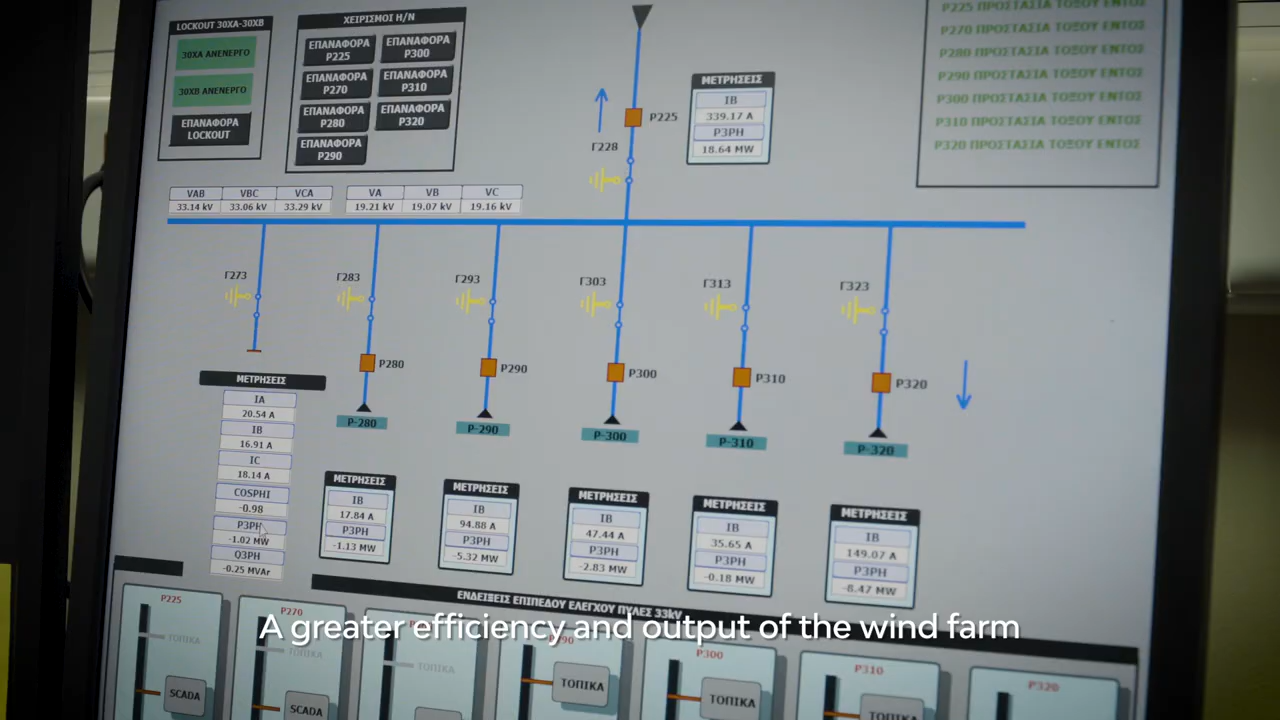 LOCKOUT 30XA-30XB
30XA ΑΝΕΝΕΡΓΟ
30XB ΑΝΕΝΕΡΓΟ
ΕΠΑΝΑΦΟΡΑ
LOCKOUT
ΧΕΙΡΙΣΜΟΙ Η/Ν
ΕΠΑΝΑΦΟΡΑ
P225
ΕΠΑΝΑΦΟΡΑ
P300
ΕΠΑΝΑΦΟΡΑ
P270
ΕΠΑΝΑΦΟΡΑ
P310
ΕΠΑΝΑΦΟΡΑ
P280
ΕΠΑΝΑΦΟΡΑ
P320
ΕΠΑΝΑΦΟΡΑ
P290
P225
Γ228
ΜΕΤΡΗΣΕΙΣ
IB
339.17 A
P3PH
18.64 MW
P225 ΠΡΟΣΤΑΣΙΑ ΤΟΞΟΥ ΕΝΤΟΣ
P270 ΠΡΟΣΤΑΣΙΑ ΤΟΞΟΥ ΕΝΤΟΣ
P280 ΠΡΟΣΤΑΣΙΑ ΤΟΞΟΥ ΕΝΤΟΣ
P290 ΠΡΟΣΤΑΣΙΑ ΤΟΞΟΥ ΕΝΤΟΣ
P300 ΠΡΟΣΤΑΣΙΑ ΤΟΞΟΥ ΕΝΤΟΣ
P310 ΠΡΟΣΤΑΣΙΑ ΤΟΞΟΥ ΕΝΤΟΣ
P320 ΠΡΟΣΤΑΣΙΑ ΤΟΞΟΥ ΕΝΤΟΣ
VAB VBC VCA VA VB VC
33.14 kV 33.06 kV 33.29 kV 19.21 kV 19.07 kV 19.16 kV
Γ273 Γ283 Γ293 Γ303 Γ313 Γ323
P280 P290 P300 P310 P320
P-280 P-290 P-300 P-310 P-320
ΜΕΤΡΗΣΕΙΣ
IA
20.54 A
IB
16.91 A
IC
18.14 A
COSPHI
-0.98
P3PH
-1.02 MW
Q3PH
-0.25 MVAr
ΜΕΤΡΗΣΕΙΣ
IB
17.84 A
P3PH
-1.13 MW
ΜΕΤΡΗΣΕΙΣ
IB
94.88 A
P3PH
-5.32 MW
ΜΕΤΡΗΣΕΙΣ
IB
47.44 A
P3PH
-2.83 MW
ΜΕΤΡΗΣΕΙΣ
IB
35.65 A
P3PH
-0.18 MW
ΜΕΤΡΗΣΕΙΣ
IB
149.07 A
P3PH
-8.47 MW
ΕΝΔΕΙΞΕΙΣ ΕΠΙΠΕΔΟΥ ΕΛΕΓΧΟΥ ΠΥΛΕΣ 33kV
A greater efficiency and output of the wind farm
P225
ΤΟΠΙΚΑ
SCADA
P270
ΤΟΠΙΚΑ
SCADA
ΤΟΠΙΚΑ
P290
ΤΟΠΙΚΑ
P300
ΤΟΠΙΚΑ
P310
ΤΟΠΙΚΑ
P320